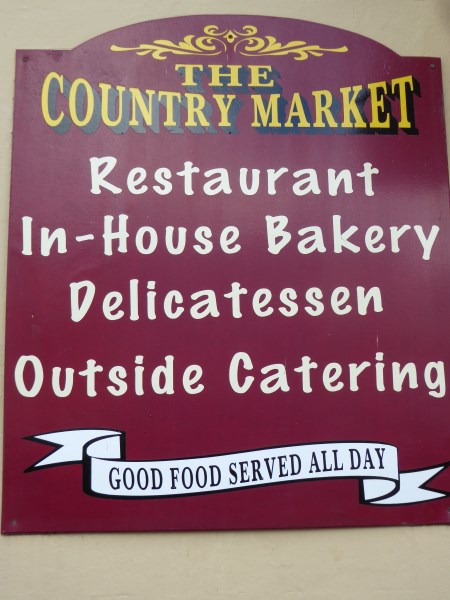 THE
COUNTRY MARKET
Restaurant
In-House Bakery
Delicatessen
Outside Catering
GOOD FOOD SERVED ALL DAY